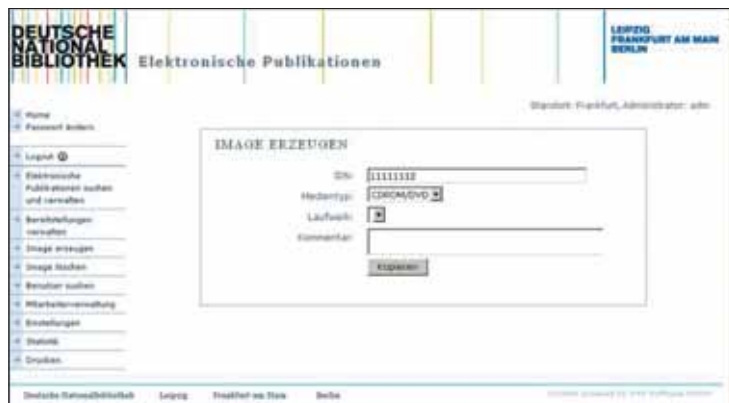 DEUTSCHE
NATIONAL
BIBLIOTHEK
Elektronische Publikationen
LEIPZIG
FRANKFURT AM MAIN
BERLIN
Standort: Frankfurt, Administrator: adm
Home
Passwort ändern
Logout
Elektronische
Publikationen suchen
und verwalten
Bereitstellungen
verwalten
Image erzeugen
Image löschen
Benutzer suchen
Mitarbeiterverwaltung
Einstellungen
Statistik
Drucken
IMAGE ERZEUGEN
IDN:
Medientyp: CDROM/DVD
Laufwerk:
Kommentar:
Kopieren
Deutsche Nationalbibliothek Leipzig Frankfurt am Main Berlin